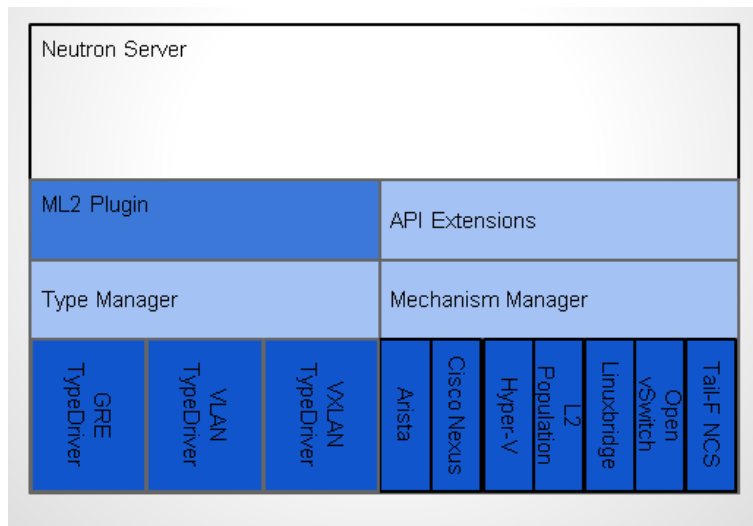 Neutron Server
ML2 Plugin
API Extensions
Type Manager
Mechanism Manager
GRE
TypeDriver
VLAN
TypeDriver
VXLAN
TypeDriver
Arista
Cisco Nexus
Hyper-V
L2
Population
Linuxbridge
Open
vSwitch
Tail-F NCS